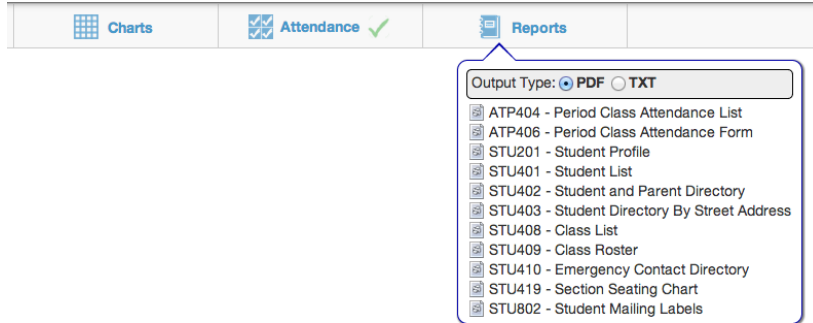 Charts Attendance Reports
Output Type: PDF TXT
ATP404 - Period Class Attendance List
ATP406 - Period Class Attendance Form
STU201 - Student Profile
STU401 - Student List
STU402 - Student and Parent Directory
STU403 - Student Directory By Street Address
STU408 - Class List
STU409 - Class Roster
STU410 - Emergency Contact Directory
STU419 - Section Seating Chart
STU802 - Student Mailing Labels